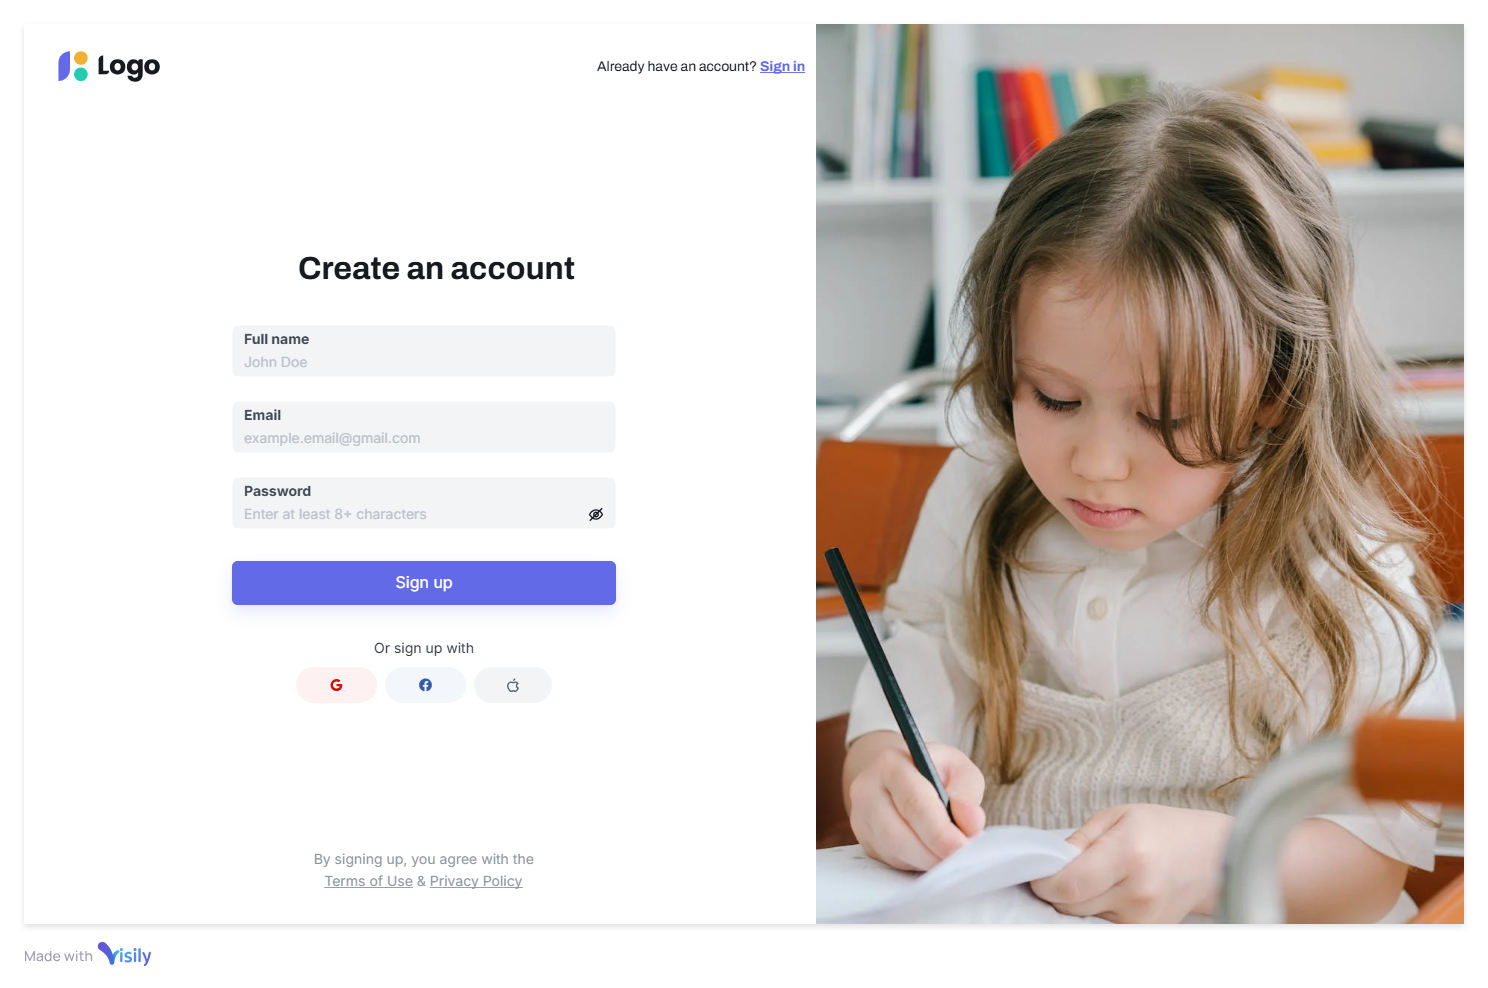 Logo
Already have an account? Sign in
Create an account
Full name
John Doe
Email
example.email@gmail.com
Password
Enter at least 8+ characters
Sign up
Or sign up with
By signing up, you agree with the
Terms of Use & Privacy Policy
Made with Visily